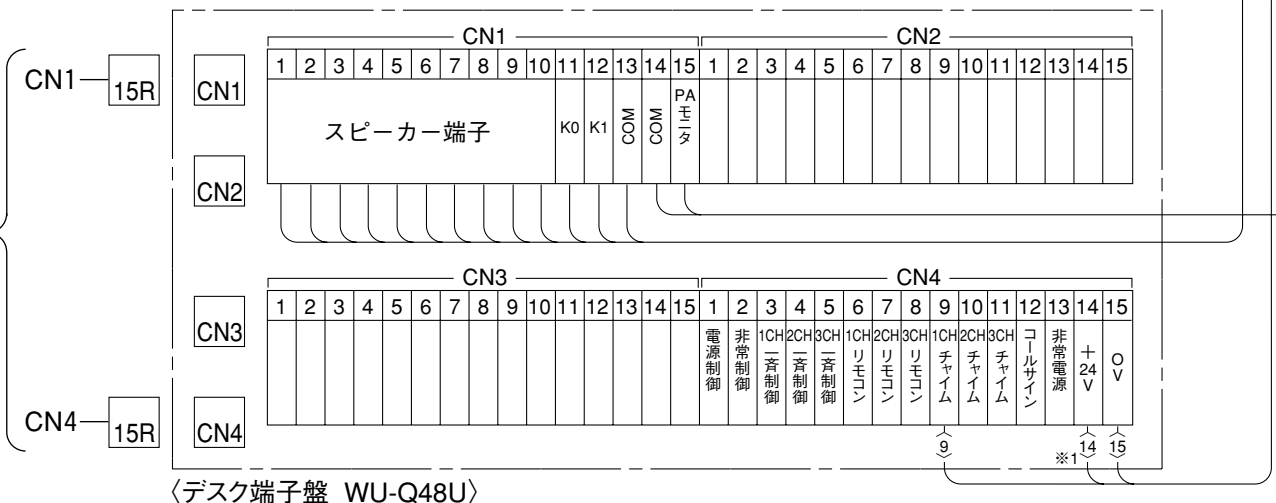 CN1 CN2
CN1 15R CN1 1 2 3 4 5 6 7 8 9 10 11 12 13 14 15 1 2 3 4 5 6 7 8 9 10 11 12 13 14 15
スピーカー端子 K0 K1 COM COM PAモニタ
CN2
CN3 CN4
CN3 1 2 3 4 5 6 7 8 9 10 11 12 13 14 15 1 2 3 4 5 6 7 8 9 10 11 12 13 14 15
電源制御 非常制御 1CH一斉制御 2CH一斉制御 3CH一斉制御 1CHリモコン 2CHリモコン 3CHリモコン 1CHチャイム 2CHチャイム 3CHチャイム コールサイン 非常電源 +24V 0V
CN4 15R CN4
〈9〉 ※1 〈14〉 〈15〉
〈デスク端子盤 WU-Q48U〉